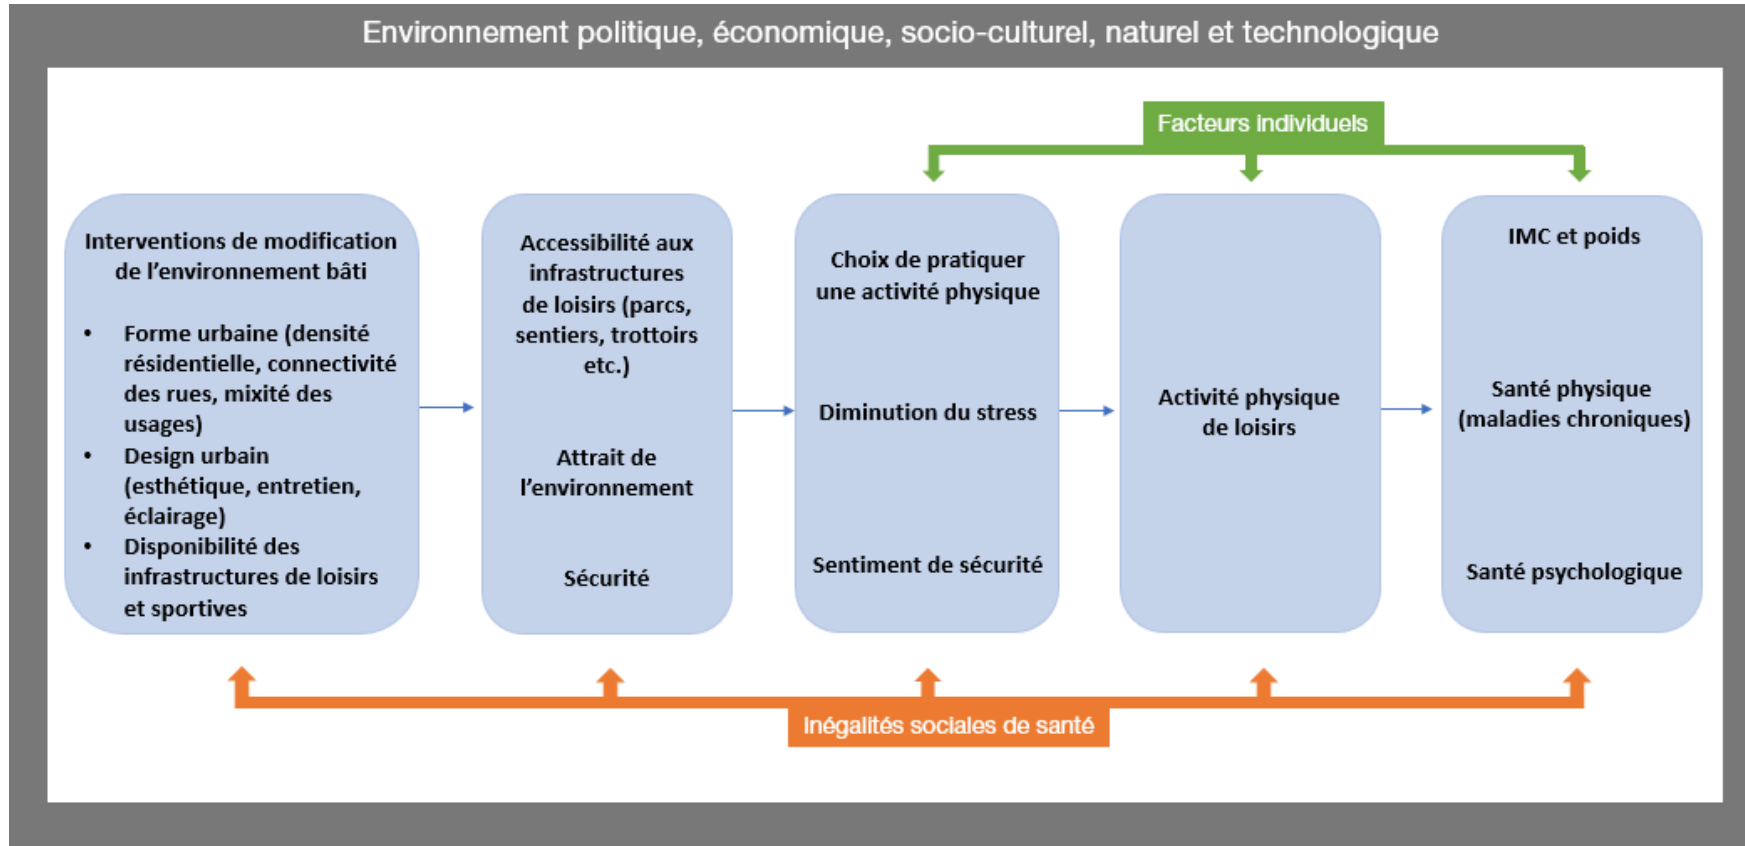 Environnement politique, économique, socio-culturel, naturel et technologique
Facteurs individuels
Interventions de modification
de l'environnement bâti
• Forme urbaine (densité
résidentielle, connectivité
des rues, mixité des
usages)
• Design urbain
(esthétique, entretien,
éclairage)
• Disponibilité des
infrastructures de loisirs
et sportives
Accessibilité aux
infrastructures
de loisirs (parcs,
sentiers, trottoirs
etc.)
Attrait de
l'environnement
Sécurité
Choix de pratiquer
une activité physique
Diminution du stress
Sentiment de sécurité
Activité physique
de loisirs
IMC et poids
Santé physique
(maladies chroniques)
Santé psychologique
Inégalités sociales de santé